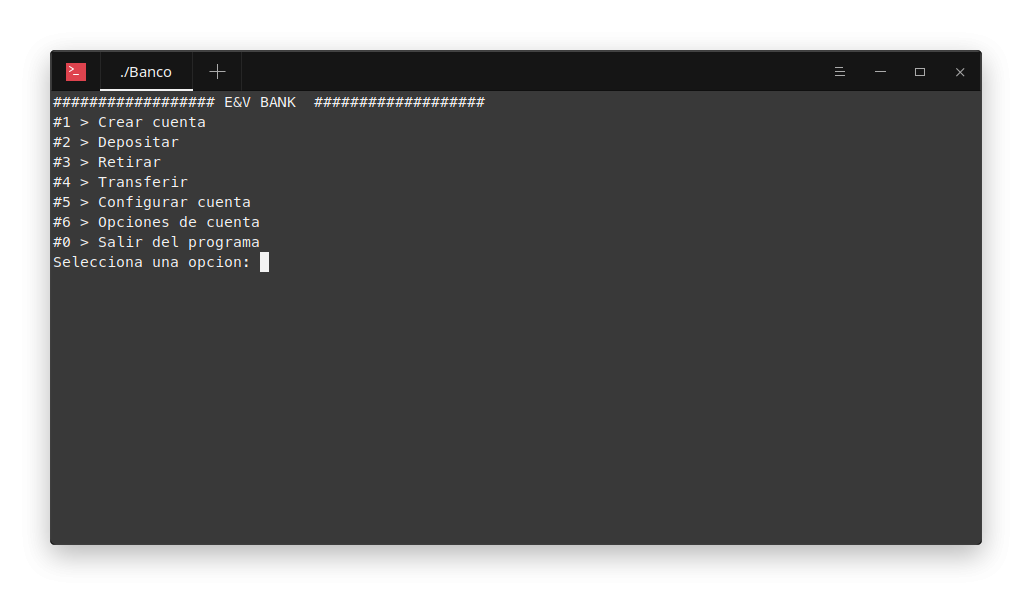 ./Banco
################## E&V BANK  ###################
#1 > Crear cuenta
#2 > Depositar
#3 > Retirar
#4 > Transferir
#5 > Configurar cuenta
#6 > Opciones de cuenta
#0 > Salir del programa
Selecciona una opcion: